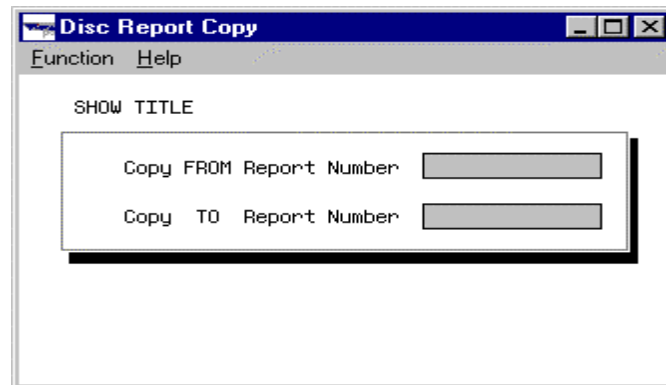 Disc Report Copy
Function Help
SHOW TITLE
Copy FROM Report Number
Copy TO Report Number